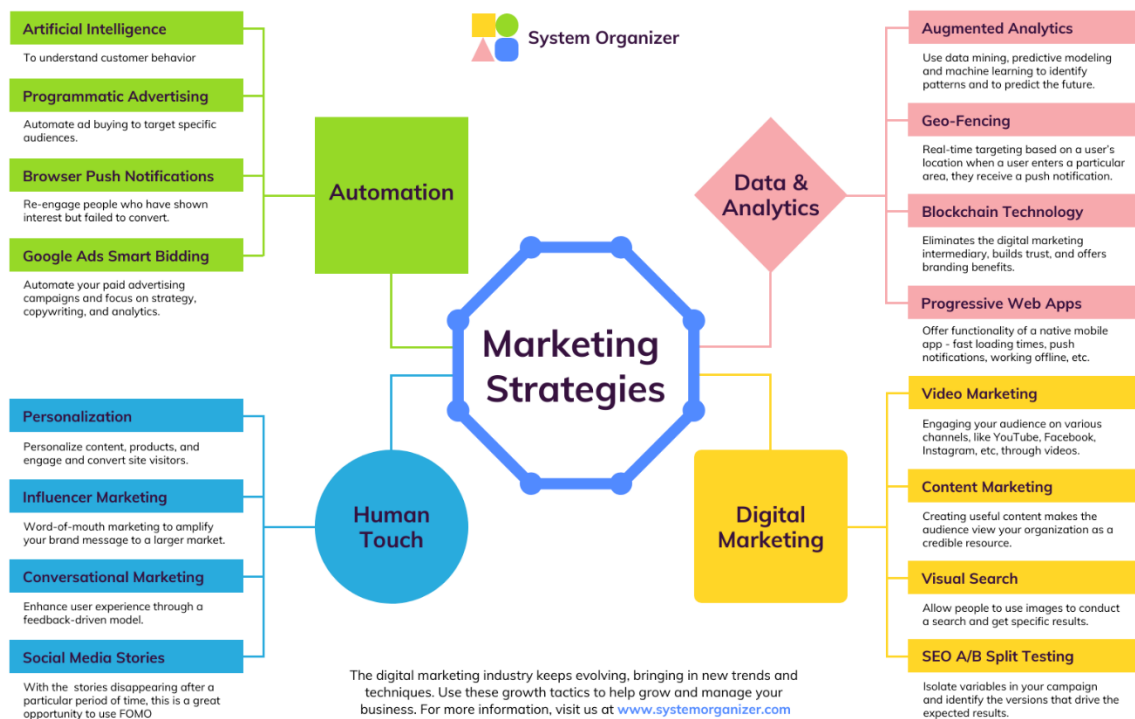 System Organizer
Artificial Intelligence
To understand customer behavior
Programmatic Advertising
Automate ad buying to target specific
audiences.
Browser Push Notifications
Re-engage people who have shown
interest but failed to convert.
Google Ads Smart Bidding
Automate your paid advertising
campaigns and focus on strategy,
copywriting, and analytics.
Automation
Data &
Analytics
Augmented Analytics
Use data mining, predictive modeling
and machine learning to identify
patterns and to predict the future.
Geo-Fencing
Real-time targeting based on a user's
location when a user enters a particular
area, they receive a push notification.
Blockchain Technology
Eliminates the digital marketing
intermediary, builds trust, and offers
branding benefits.
Progressive Web Apps
Offer functionality of a native mobile
app - fast loading times, push
notifications, working offline, etc.
Marketing
Strategies
Personalization
Personalize content, products, and
engage and convert site visitors.
Influencer Marketing
Word-of-mouth marketing to amplify
your brand message to a larger market.
Conversational Marketing
Enhance user experience through a
feedback-driven model.
Social Media Stories
With the stories disappearing after a
particular period of time, this is a great
opportunity to use FOMO
Human
Touch
Digital
Marketing
Video Marketing
Engaging your audience on various
channels, like YouTube, Facebook,
Instagram, etc, through videos.
Content Marketing
Creating useful content makes the
audience view your organization as a
credible resource.
Visual Search
Allow people to use images to conduct
a search and get specific results.
SEO A/B Split Testing
Isolate variables in your campaign
and identify the versions that drive the
expected results.
The digital marketing industry keeps evolving, bringing in new trends and
techniques. Use these growth tactics to help grow and manage your
business. For more information, visit us at www.systemorganizer.com